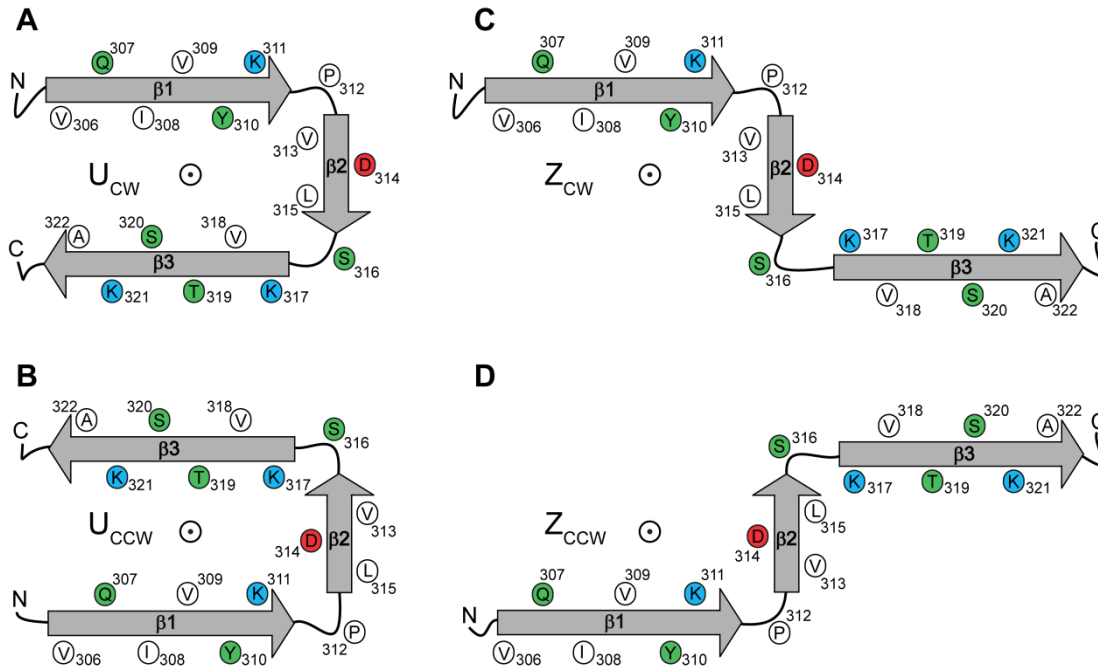 A
307 309 311
Q V K
N β1 P 312
V 306 I 308 Y 310
313 V β2 D 314
U CW
315 L
322 320 318
A S V
C β3 S 316
K 321 T 319 K 317
C
307 309 311
Q V K
N β1 P 312
V 306 I 308 Y 310
313 V β2 D 314
Z CW
315 L
S 316
K 317 T 319 K 321 C
β3
V 318 S 320 A 322
B
322 320 318
A S V S 316
C β3
K 321 T 319 K 317
V 313
U CCW
314 D β2
L 315
307 309 311
Q V K
N β1 312 P
V 306 I 308 Y 310
D
318 320 322
S 316 V S A C
β3
K 317 T 319 K 321
L 315
Z CCW
314 D β2
V 313
307 309 311
Q V K
N β1 P 312
V 306 I 308 Y 310